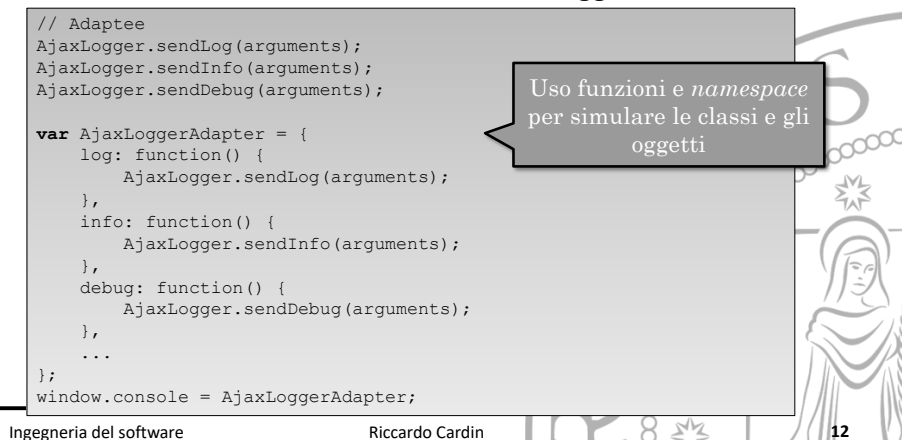 // Adaptee
AjaxLogger.sendLog(arguments);
AjaxLogger.sendInfo(arguments);
AjaxLogger.sendDebug(arguments);
Uso funzioni e namespace
per simulare le classi e gli
oggetti
var AjaxLoggerAdapter = {
    log: function() {
        AjaxLogger.sendLog(arguments);
    },
    info: function() {
        AjaxLogger.sendInfo(arguments);
    },
    debug: function() {
        AjaxLogger.sendDebug(arguments);
    },
    ...
};
window.console = AjaxLoggerAdapter;
Ingegneria del software
Riccardo Cardin
12